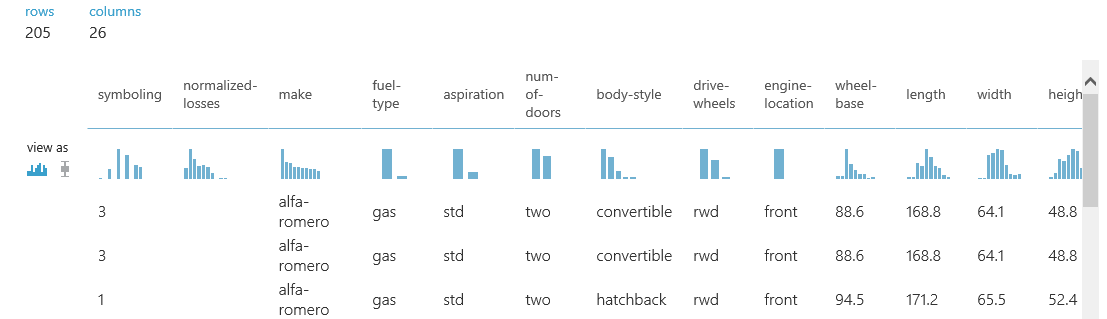 rows columns
205 26
symboling normalized-losses make fuel-type aspiration num-of-doors body-style drive-wheels engine-location wheel-base length width heigh
view as
3 alfa-romero gas std two convertible rwd front 88.6 168.8 64.1 48.8
3 alfa-romero gas std two convertible rwd front 88.6 168.8 64.1 48.8
1 alfa-romero gas std two hatchback rwd front 94.5 171.2 65.5 52.4